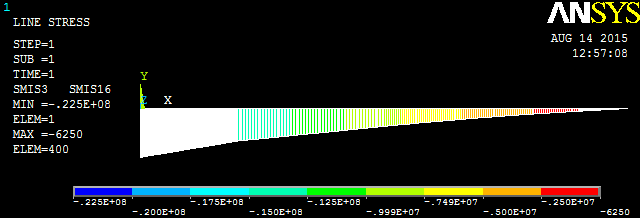 1
LINE STRESS
ANSYS
AUG 14 2015
12:57:08
STEP=1
SUB =1
TIME=1
SMIS3 SMIS16
MIN =-.225E+08
ELEM=1
MAX =-6250
ELEM=400
Y
Z X
-.225E+08 -.175E+08 -.125E+08 -.749E+07 -.250E+07
-.200E+08 -.150E+08 -.999E+07 -.500E+07 -6250